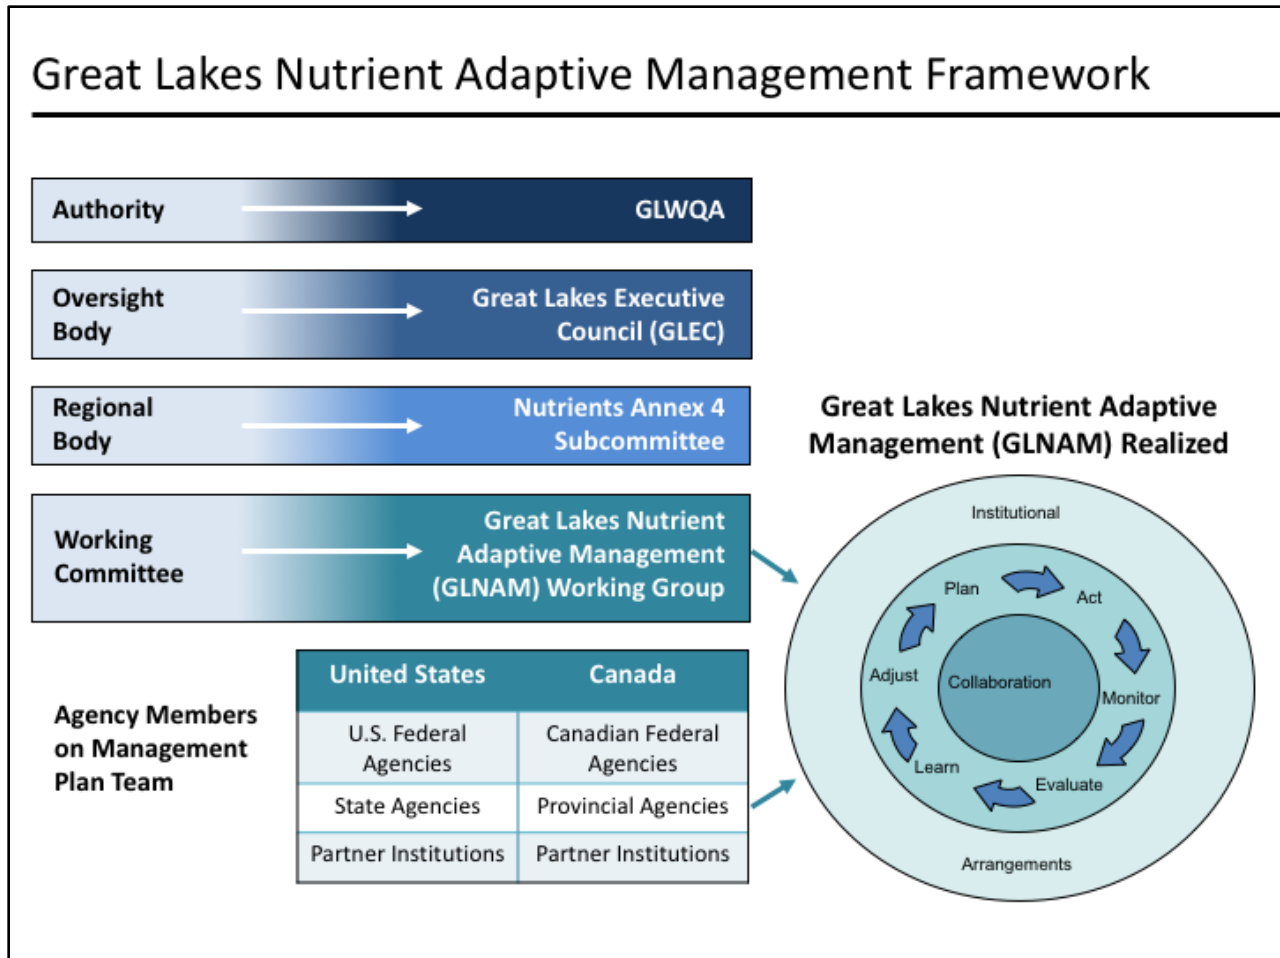 Great Lakes Nutrient Adaptive Management Framework
Authority
GLWQA
Oversight
Body
Great Lakes Executive
Council (GLEC)
Regional
Body
Nutrients Annex 4
Subcommittee
Working
Committee
Great Lakes Nutrient
Adaptive Management
(GLNAM) Working Group
Agency Members
on Management
Plan Team
United States
Canada
U.S. Federal
Agencies
Canadian Federal
Agencies
State Agencies
Provincial Agencies
Partner Institutions
Partner Institutions
Great Lakes Nutrient Adaptive
Management (GLNAM) Realized
Institutional
Plan
Act
Monitor
Evaluate
Learn
Adjust
Collaboration
Arrangements